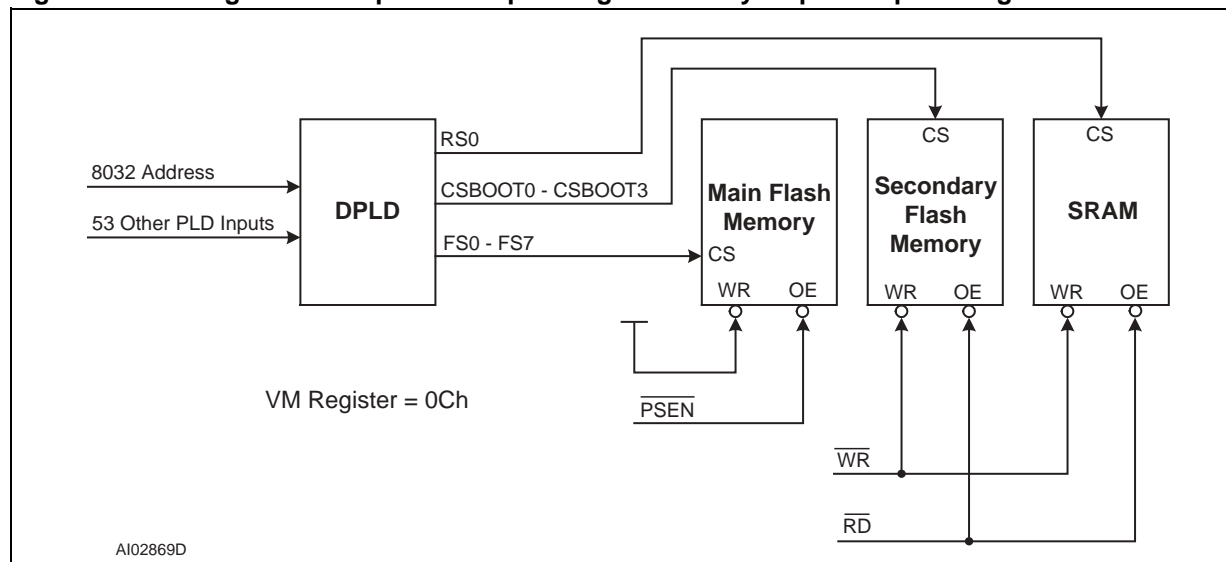 RS0
CS
CS
8032 Address
CSBOOT0 - CSBOOT3
DPLD
Main Flash
Memory
Secondary
Flash
Memory
SRAM
53 Other PLD Inputs
FS0 - FS7
CS
WR OE
WR OE
WR OE
VM Register = 0Ch
PSEN
WR
RD
AI02869D